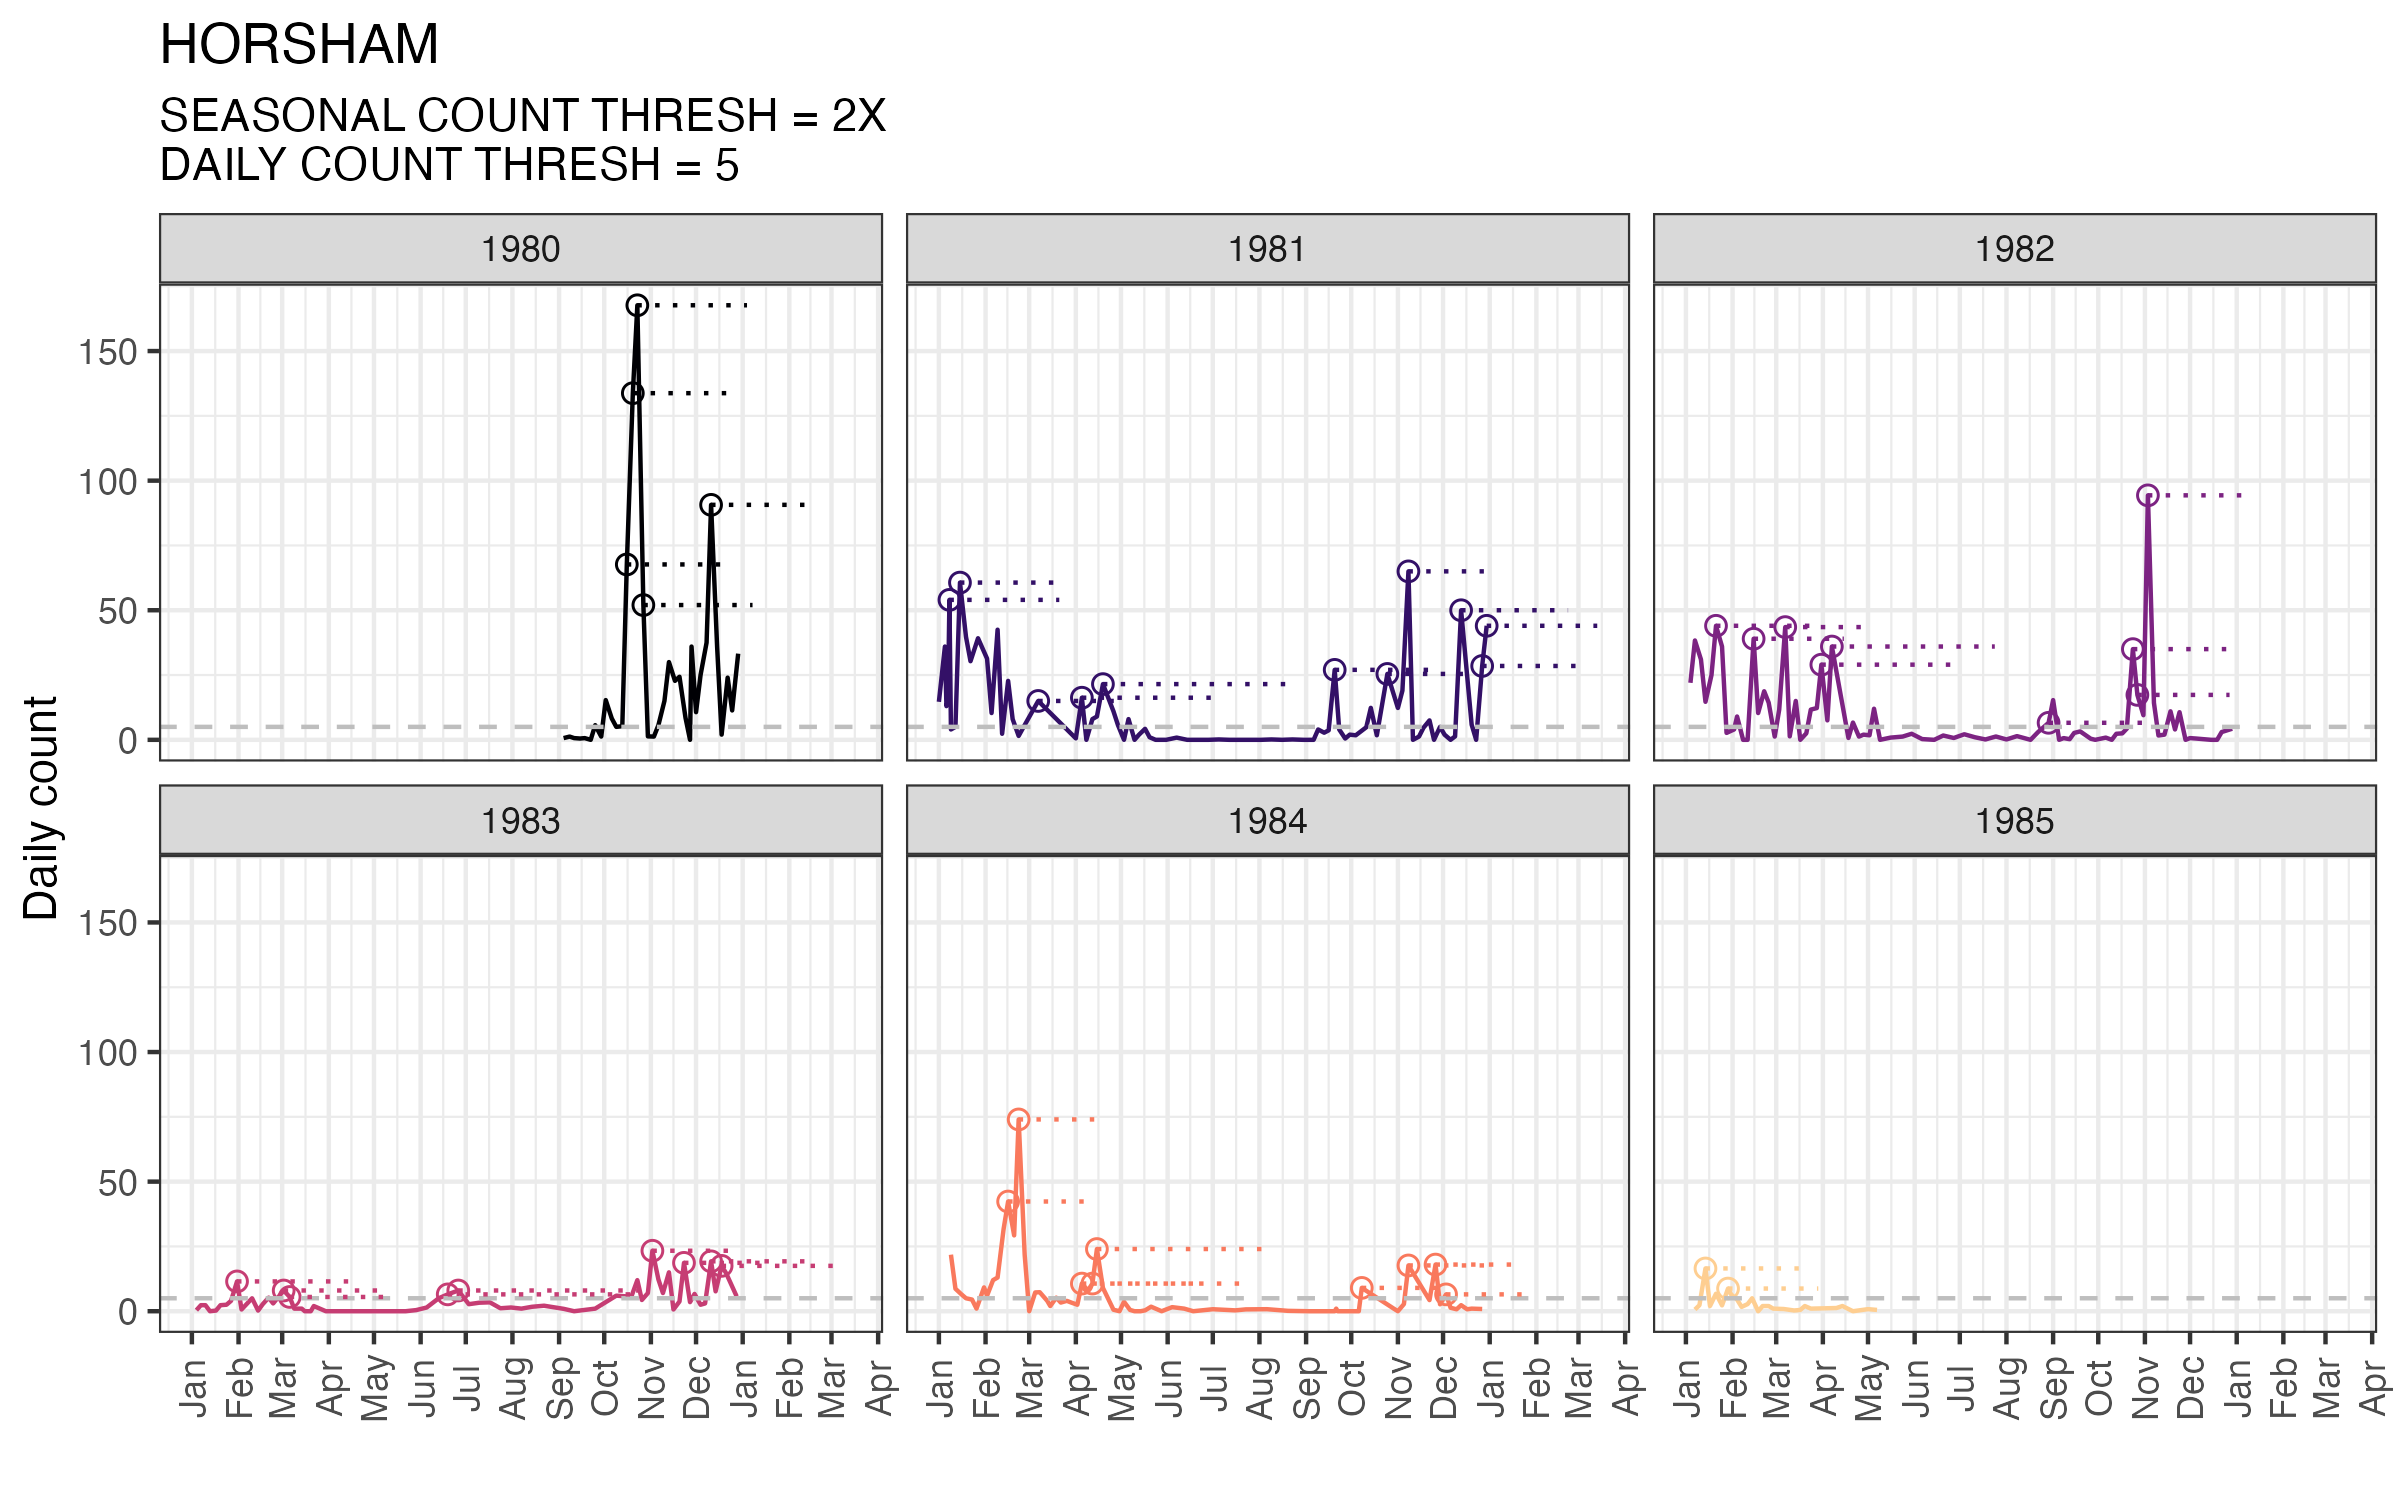 HORSHAM
SEASONAL COUNT THRESH = 2X
DAILY COUNT THRESH = 5
1980
1981
1982
150
100
50
0
1983
1984
1985
150
100
50
0
Daily count
Jan Feb Mar Apr May Jun Jul Aug Sep Oct Nov Dec Jan Feb Mar Apr
Jan Feb Mar Apr May Jun Jul Aug Sep Oct Nov Dec Jan Feb Mar Apr
Jan Feb Mar Apr May Jun Jul Aug Sep Oct Nov Dec Jan Feb Mar Apr